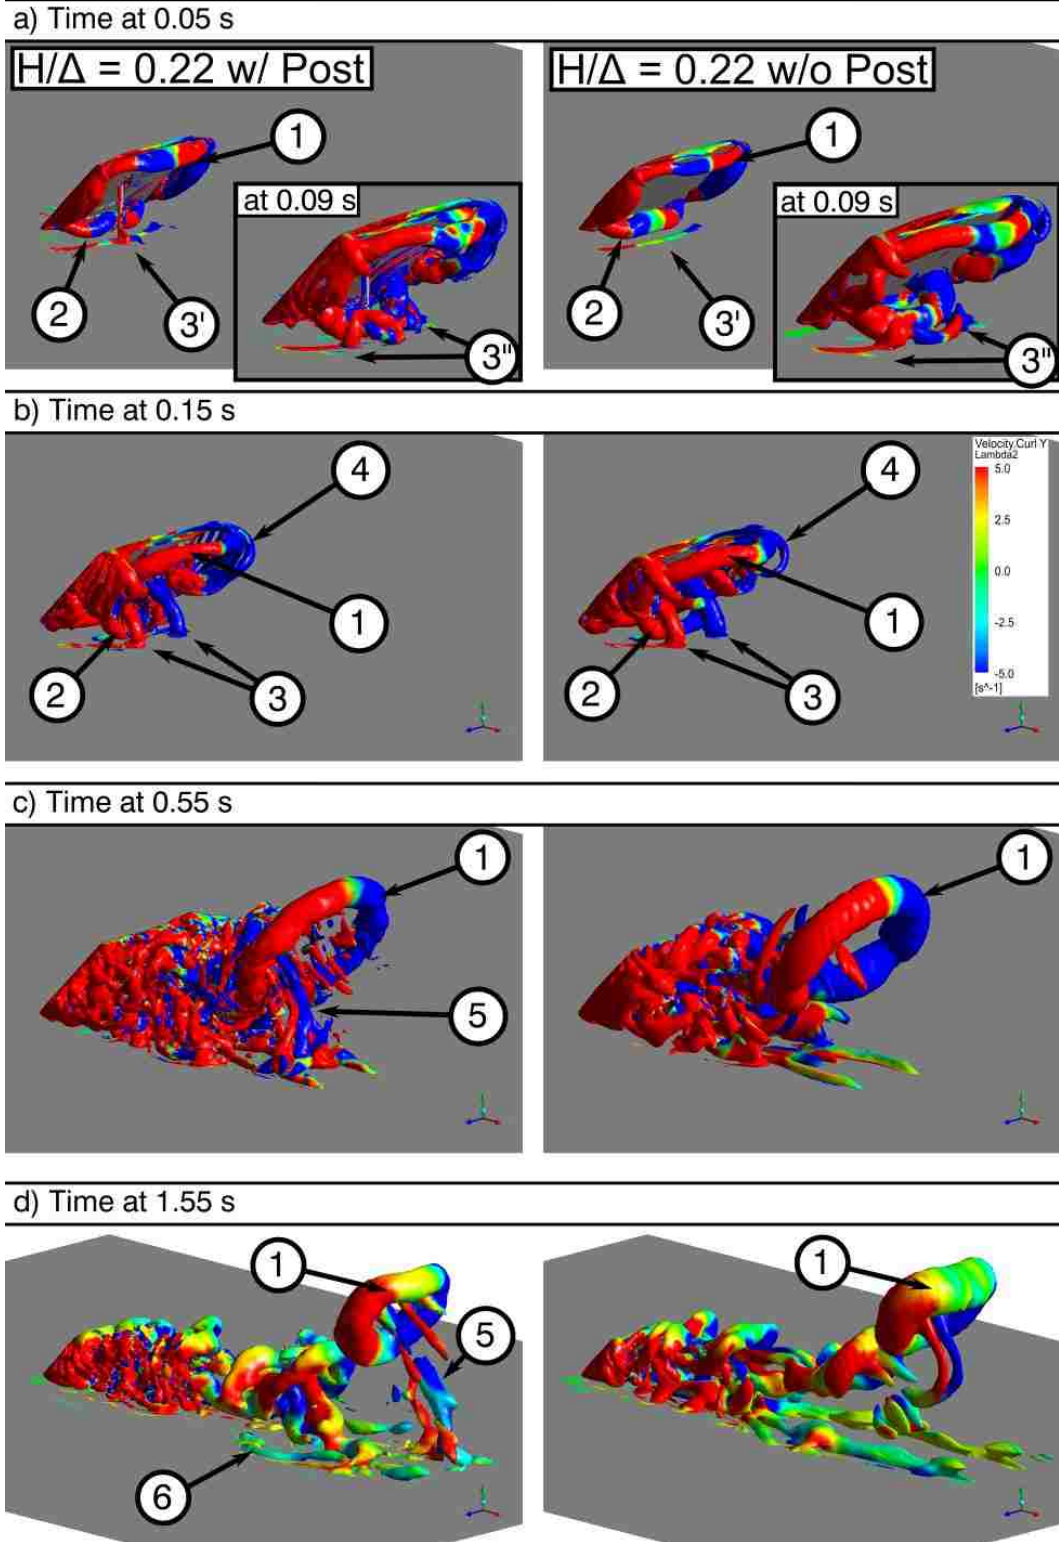 a) Time at 0.05 s
H/Δ = 0.22 w/ Post
H/Δ = 0.22 w/o Post
1
1
at 0.09 s
at 0.09 s
2
3'
3"
2
3'
3"
b) Time at 0.15 s
4
4
Velocity.Curl Y
Lambda2
5.0
2.5
0.0
-2.5
-5.0
[s^-1]
1
1
2
3
2
3
c) Time at 0.55 s
1
1
5
d) Time at 1.55 s
1
1
5
6